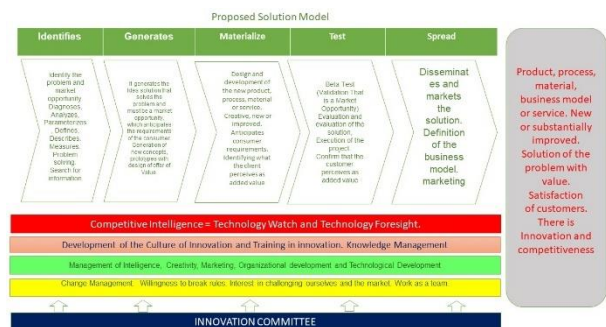 Proposed Solution Model
Identifies
Generates
Materialize
Test
Spread
Identify the
problem and
market
opportunity
Diagnosis,
Analyzes,
Parameterizes
Defines,
Describes,
Measures.
Problem
solving.
Search for
information
It generates the
idea solution that
solves the
problem and
must be a market
opportunity,
which anticipates
the requirements
of the consumer.
Generation of
new concepts,
prototypes with
design of offer of
Value
Design and
development of
the new product,
process, material
or service.
Creative, new or
improved.
Anticipates
consumer
requirements.
Identifying what
the client
perceives as
added value
Beta Test
(Validation That
is a Market
Opportunity)
Evaluation and
evaluation of the
solution,
Execution of the
project.
Confirm that the
customer
perceives as
added value
Disseminat
es and
markets
the
solution.
Definition
of the
business
model.
marketing
Product, process,
material,
business model
or service. New
or substantially
improved.
Solution of the
problem with
value.
Satisfaction
of customers.
There is
Innovation and
competitiveness
Competitive Intelligence = Technology Watch and Technology Foresight.
Development of the Culture of Innovation and Training in innovation. Knowledge Management
Management of Intelligence, Creativity, Marketing, Organizational development and Technological Development
Change Management. Willingness to break rules. Interest in challenging ourselves and the market. Work as a team.
INNOVATION COMMITTEE